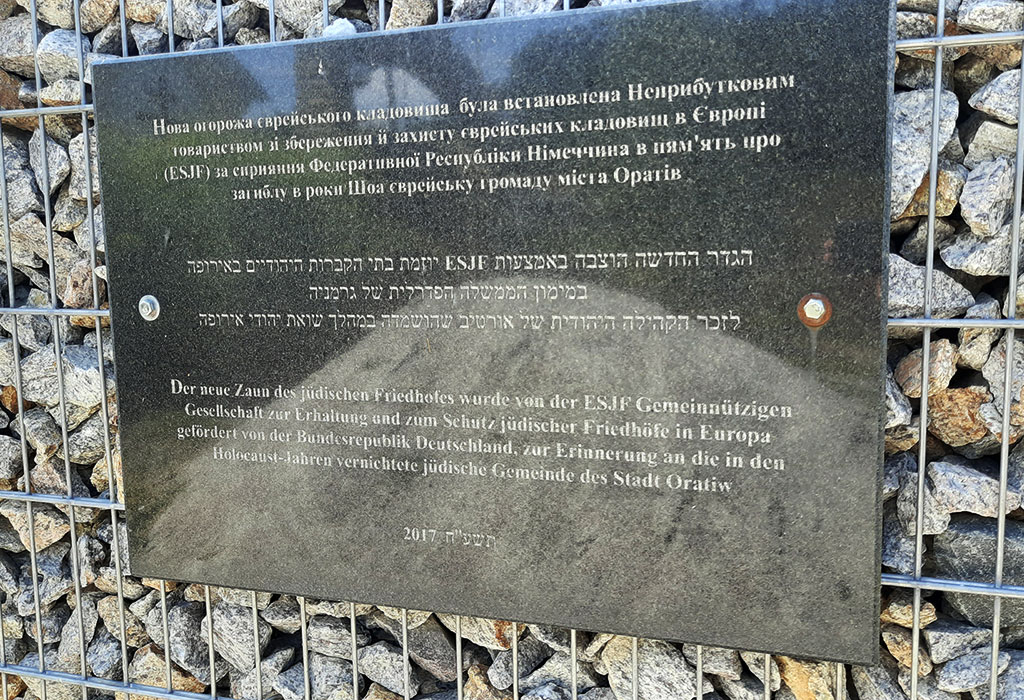 Нова огорожа єврейського кладовища була встановлена Неприбутковим
товариством зі збереження й захисту єврейських кладовищ в Європі
(ESJF) за сприяння Федеративної Республіки Німеччина в пям'ять про
загиблу в роки Шоа єврейську громаду міста Оратів
הגדר החדשה הוצבה באמצעות ESJF יוזמת בתי הקברות היהודיים באירופה
במימון הממשלה הפדרלית של גרמניה
לזכר הקהילה היהודית של אורטיב שהושמדה במהלך שואת יהודי אירופה
Der neue Zaun des jüdischen Friedhofes wurde von der ESJF Gemeinnützigen
Gesellschaft zur Erhaltung and zum Schutz jüdischer Friedhöfe in Europa
gefördert von der Bundesrepublik Deutschland, zur Erinnerung an die in den
Holocaust-Jahren vernichtete jüdische Gemeinde des Stadt Oratiw
2017 תשע"ח